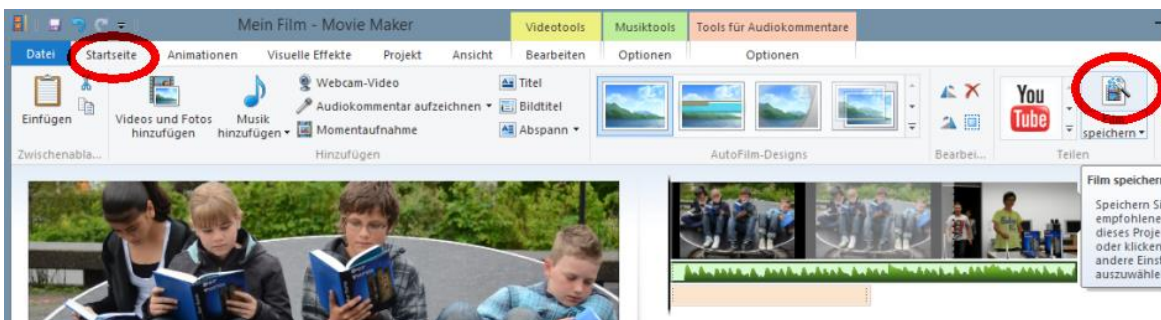 Mein Film - Movie Maker
Videotools
Musiktools
Tools für Audiokommentare
Datei
Startseite
Animationen
Visuelle Effekte
Projekt
Ansicht
Bearbeiten
Optionen
Optionen
Einfügen
Videos und Fotos
hinzufügen
Musik
hinzufügen
Webcam-Video
Audiokommentar aufzeichnen
Momentaufnahme
Titel
Bildtitel
Abspann
You
Tube
Film
speichern
Zwischenabla...
Hinzufügen
AutoFilm-Designs
Bearbei...
Teilen
Film speichern
Speichern Si
empfohlene
dieses Proje
oder klicken
andere Einst
auszuwähle